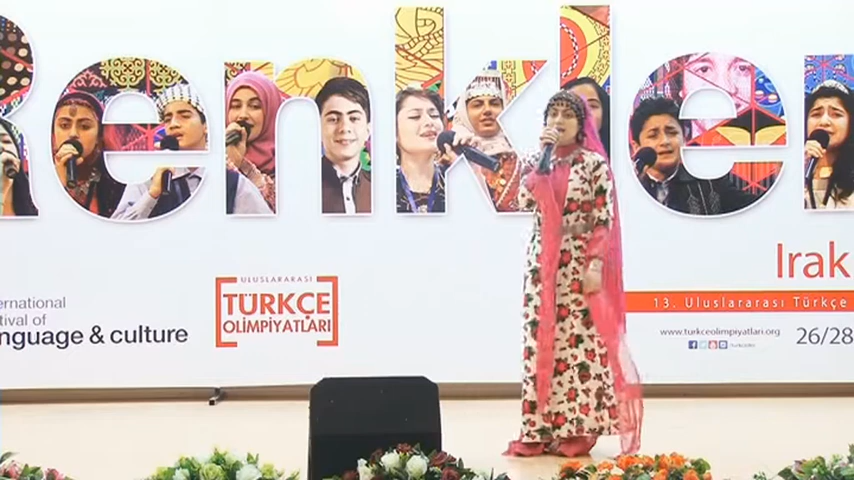 Renkler
ernational
tival of
nguage & culture
ULUSLARARASI
TÜRKÇE
OLİMPİYATLARI
Irak
13. Uluslararası Türkçe
www.turkceolimpiyatlari.org
26/28